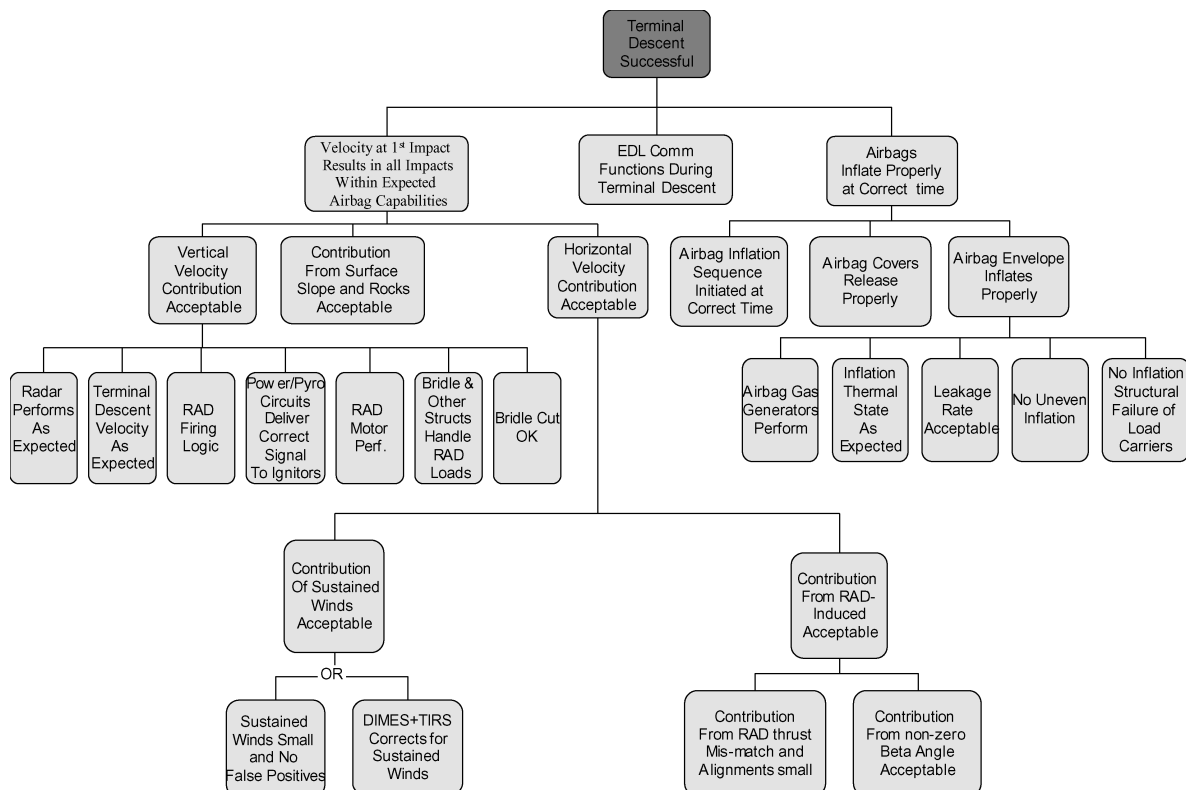 Terminal
Descent
Successful
Velocity at 1st Impact
Results in all Impacts
Within Expected
Airbag Capabilities
EDL Comm
Functions During
Terminal Descent
Airbags
Inflate Properly
at Correct time
Vertical
Velocity
Contribution
Acceptable
Contribution
From Surface
Slope and Rocks
Acceptable
Horizontal
Velocity
Contribution
Acceptable
Airbag Inflation
Sequence
Initiated at
Correct Time
Airbag Covers
Release
Properly
Airbag Envelope
Inflates
Properly
Radar
Performs
As
Expected
Terminal
Descent
Velocity
As
Expected
RAD
Firing
Logic
Power/Pyro
Circuits
Deliver
Correct
Signal
To Ignitors
RAD
Motor
Perf.
Bridle &
Other
Structs
Handle
RAD
Loads
Bridle Cut
OK
Airbag Gas
Generators
Perform
Inflation
Thermal
State
As
Expected
Leakage
Rate
Acceptable
No Uneven
Inflation
No Inflation
Structural
Failure of
Load
Carriers
Contribution
Of Sustained
Winds
Acceptable
Contribution
From RAD-
Induced
Acceptable
OR
Sustained
Winds Small
and No
False Positives
DIMES+TIRS
Corrects for
Sustained
Winds
Contribution
From RAD thrust
Mis-match and
Alignments small
Contribution
From non-zero
Beta Angle
Acceptable